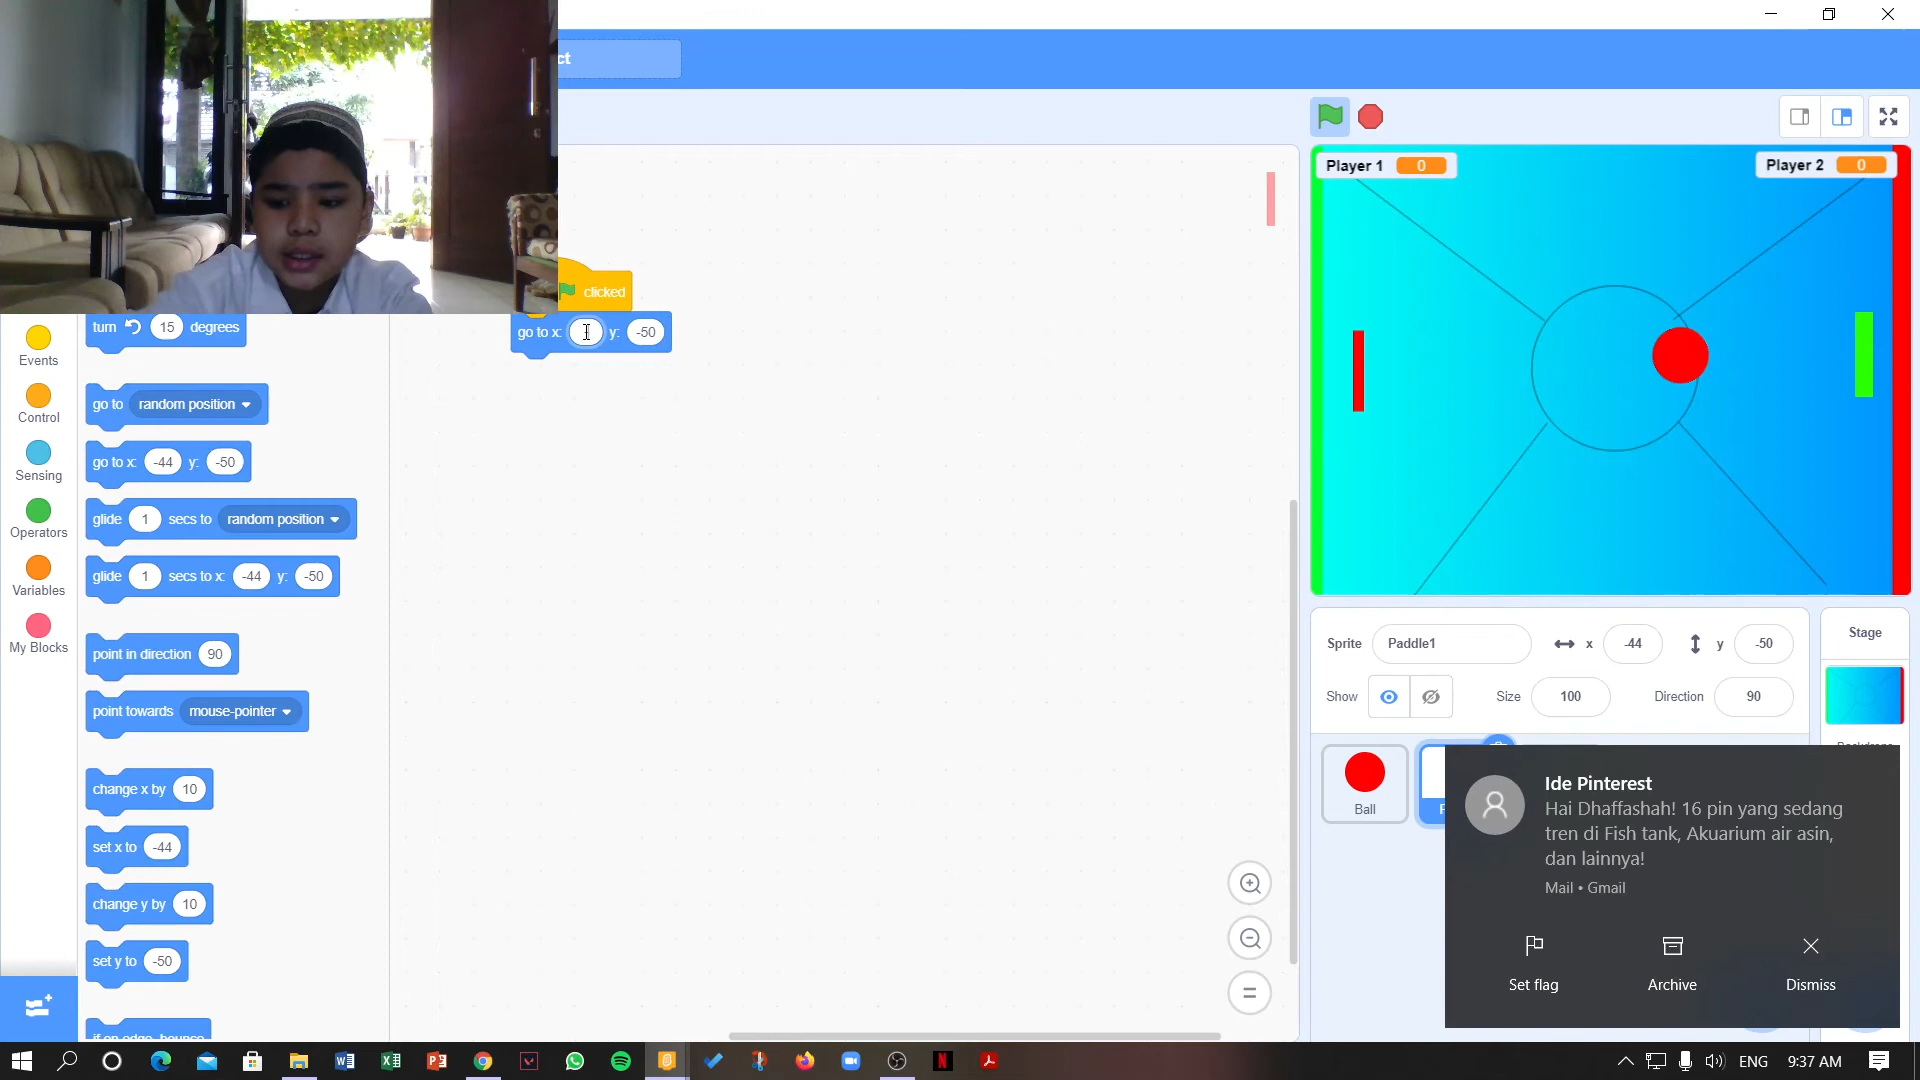 ct
Player 1 0
Player 2 0
clicked
go to x: - y: -50
turn 15 degrees
Events
Control
Sensing
Operators
Variables
My Blocks
go to random position
go to x: -44 y: -50
glide 1 secs to random position
glide 1 secs to x: -44 y: -50
point in direction 90
point towards mouse-pointer
change x by 10
set x to -44
change y by 10
set y to -50
if on edge, bounce
Sprite Paddle1 x -44 y -50
Show Size 100 Direction 90
Stage
Ball
Ide Pinterest
Hai Dhaffashah! 16 pin yang sedang
tren di Fish tank, Akuarium air asin,
dan lainnya!
Mail • Gmail
Set flag
Archive
Dismiss
ENG 9:37 AM